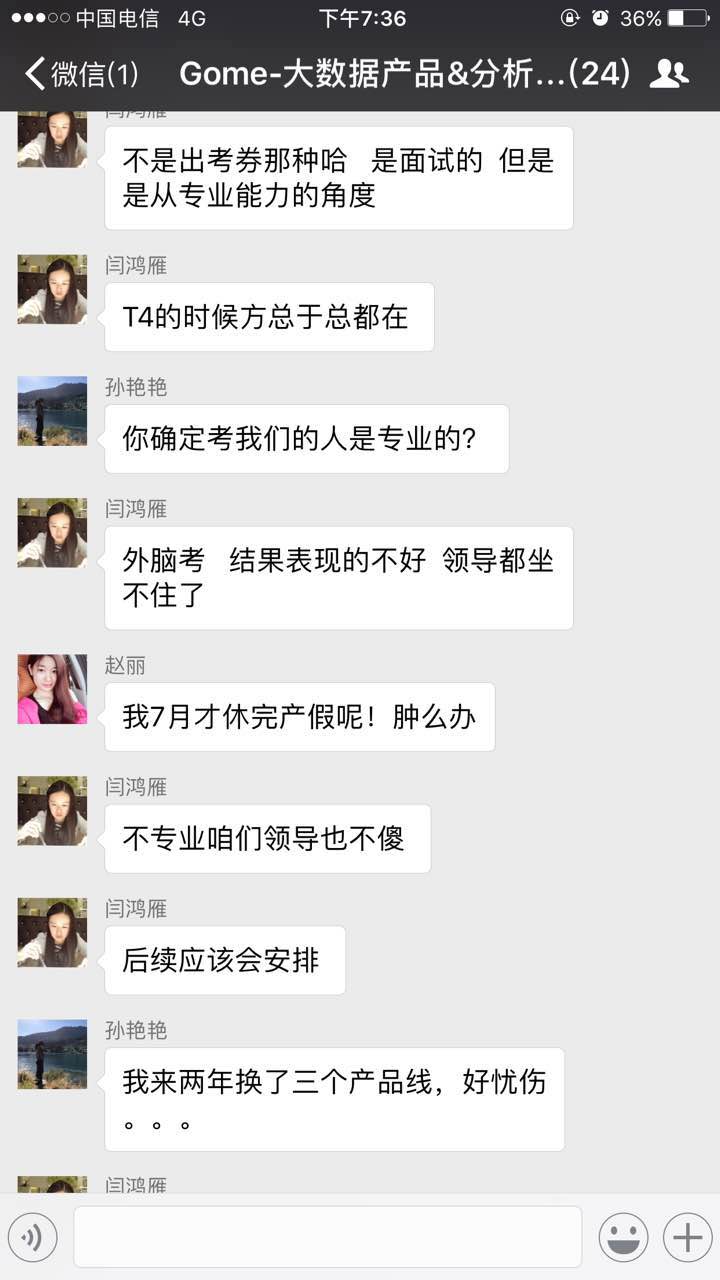 中国电信 4G 下午7:36 36%
微信(1) Gome-大数据产品&分析...(24)
闫鸿雁
不是出考券那种哈 是面试的 但是
是从专业能力的角度
闫鸿雁
T4的时候方总于总都在
孙艳艳
你确定考我们的人是专业的?
闫鸿雁
外脑考 结果表现的不好 领导都坐
不住了
赵丽
我7月才休完产假呢！肿么办
闫鸿雁
不专业咱们领导也不傻
闫鸿雁
后续应该会安排
孙艳艳
我来两年换了三个产品线，好忧伤
。。。
闫鸿雁